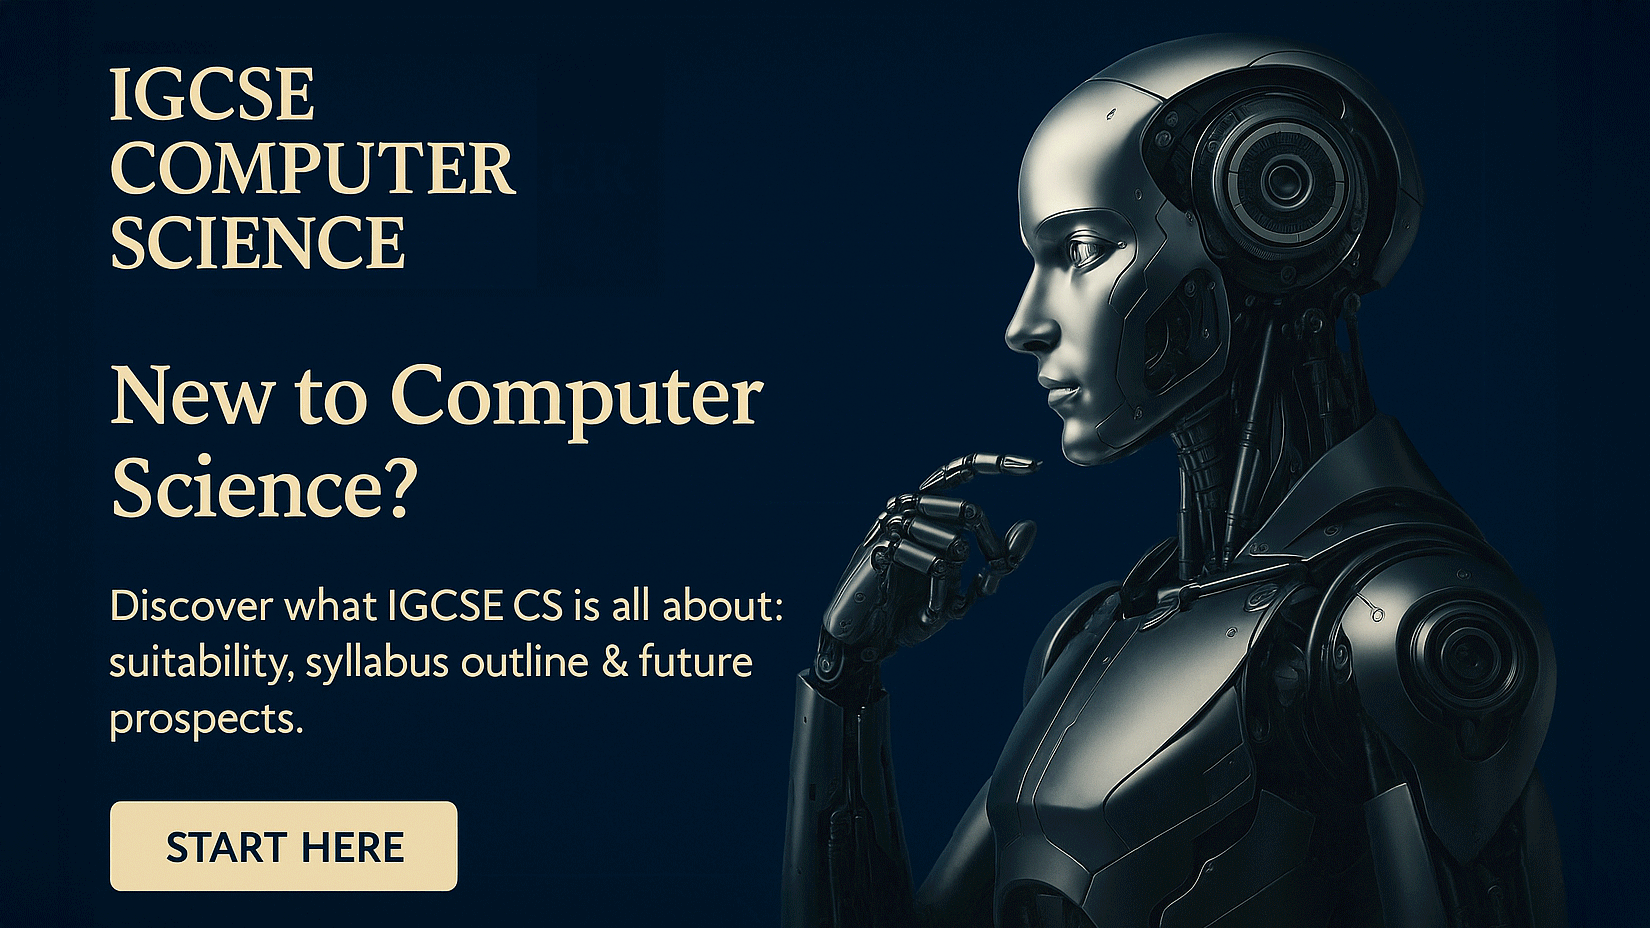 IGCSE
COMPUTER
SCIENCE
New to Computer
Science?
Discover what IGCSE CS is all about:
suitability, syllabus outline & future
prospects.
START HERE